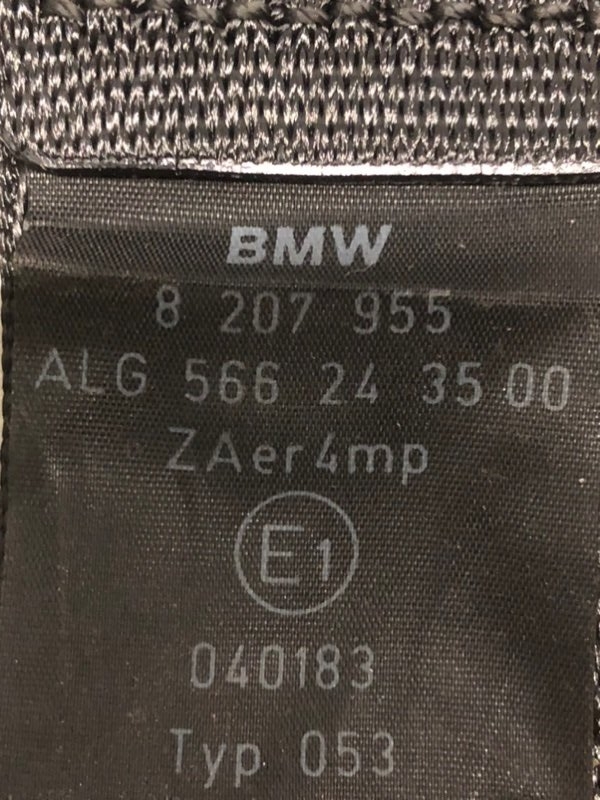 BMW
8 207 955
ALG 566 24 35 00
ZAer4mp
E1
040183
Typ 053